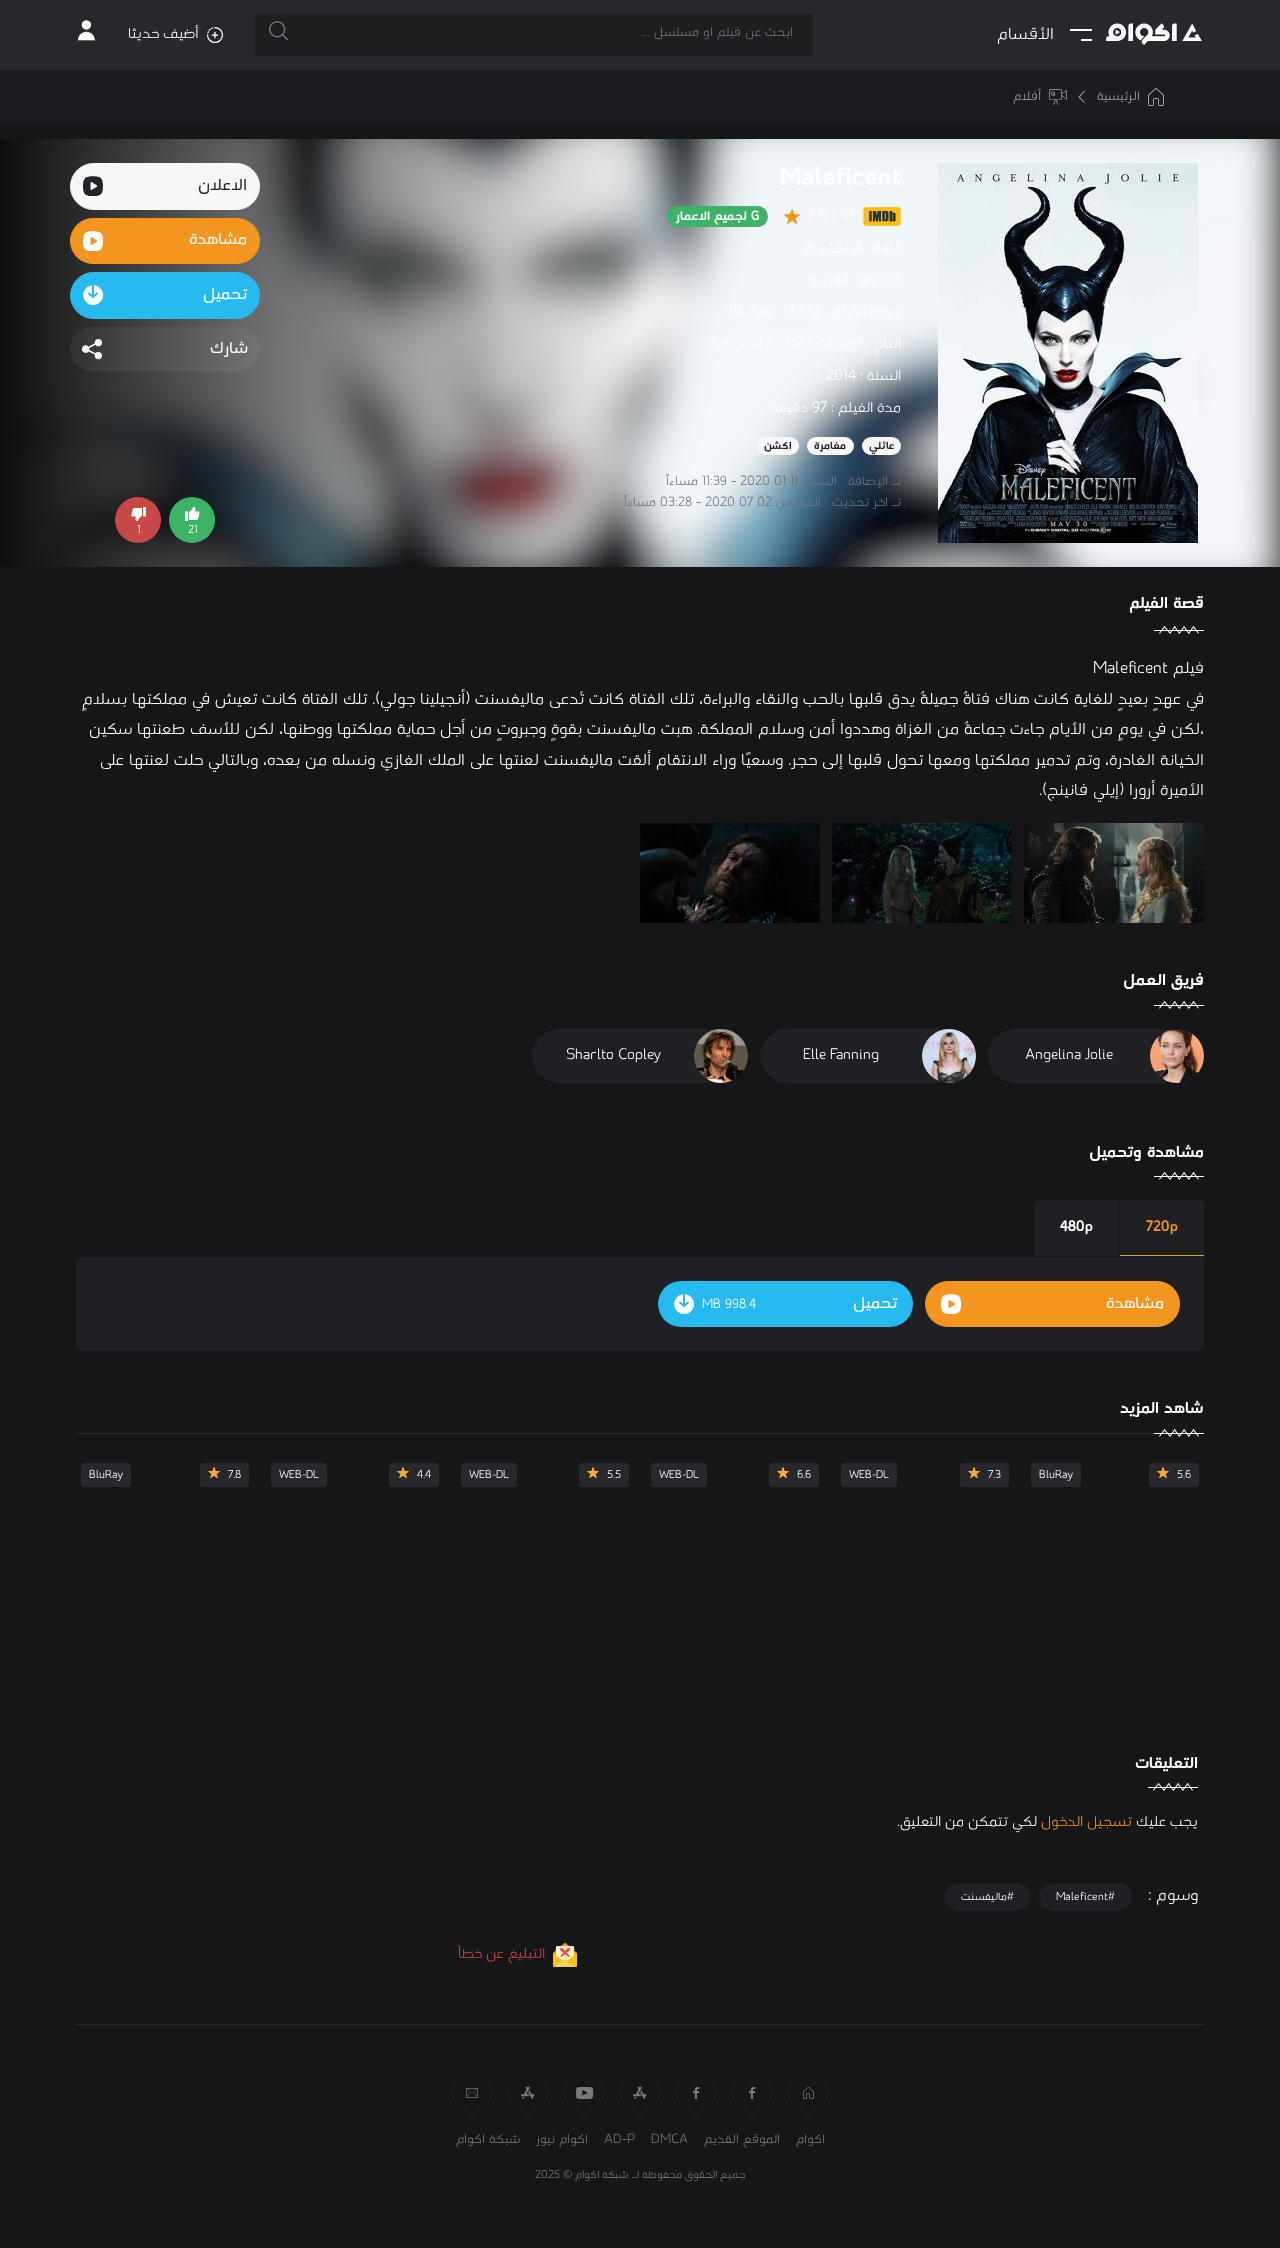 اكوام
الأقسام
ابحث عن فيلم او مسلسل ...
أضيف حديثا
الرئيسية
أفلام
ANGELINA JOLIE
Disney
MALEFICENT
MAY 30
IN DISNEY DIGITAL 3D AND REAL D 3D
Maleficent
IMDb
10 / 7.0
G لجميع الاعمار
اللغة : الإنجليزية
الترجمة : العربية
جودة الفيلم : BluRay - 720p
انتاج : الولايات المتحدة الأمريكية
السنة : 2014
مدة الفيلم : 97 دقيقة
عائلي
مغامرة
اكشن
تـ الإضافة : السبت 11 01 2020 - 11:39 مساءاً
تـ اخر تحديث : الخميس 02 07 2020 - 03:28 مساءاً
الاعلان
مشاهدة
تحميل
شارك
21
1
قصة الفيلم
فيلم Maleficent
في عهدٍ بعيدٍ للغاية كانت هناك فتاةٌ جميلةٌ يدق قلبها بالحب والنقاء والبراءة، تلك الفتاة كانت تُدعى ماليفسنت (أنجيلينا جولي). تلك الفتاة كانت تعيش في مملكتها بسلامٍ
،لكن في يومٍ من الأيام جاءت جماعةٌ من الغزاة وهددوا أمن وسلام المملكة. هبت ماليفسنت بقوةٍ وجبروتٍ من أجل حماية مملكتها ووطنها، لكن للأسف طعنتها سكين
الخيانة الغادرة، وتم تدمير مملكتها ومعها تحول قلبها إلى حجر. وسعيًا وراء الانتقام ألقت ماليفسنت لعنتها على الملك الغازي ونسله من بعده، وبالتالي حلت لعنتها على
الأميرة أرورا (إيلي فانينج).
فريق العمل
Angelina Jolie
Elle Fanning
Sharlto Copley
مشاهدة وتحميل
720p
480p
مشاهدة
تحميل
998.4 MB
شاهد المزيد
5.6
BluRay
7.3
WEB-DL
6.6
WEB-DL
5.5
WEB-DL
4.4
WEB-DL
7.8
BluRay
التعليقات
يجب عليك تسجيل الدخول لكي تتمكن من التعليق.
وسوم :
#Maleficent
#ماليفسنت
التبليغ عن خطأ
اكوام
الموقع القديم
DMCA
AD-P
اكوام نيوز
شبكة اكوام
جميع الحقوق محفوظة لـ شبكة اكوام © 2025